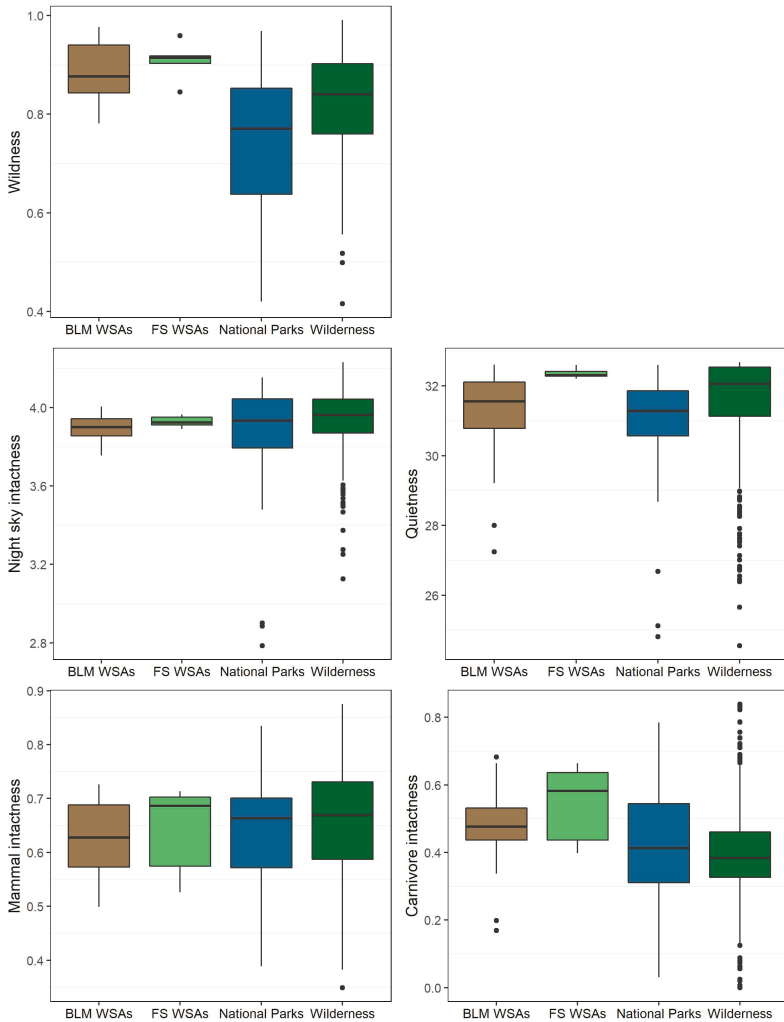 Wildness
1.0
0.8
0.6
0.4
BLM WSAs FS WSAs National Parks Wilderness
Night sky intactness
4.0
3.6
3.2
2.8
BLM WSAs FS WSAs National Parks Wilderness
Quietness
32
30
28
26
BLM WSAs FS WSAs National Parks Wilderness
Mammal intactness
0.9
0.8
0.7
0.6
0.5
0.4
BLM WSAs FS WSAs National Parks Wilderness
Carnivore intactness
0.8
0.6
0.4
0.2
0.0
BLM WSAs FS WSAs National Parks Wilderness